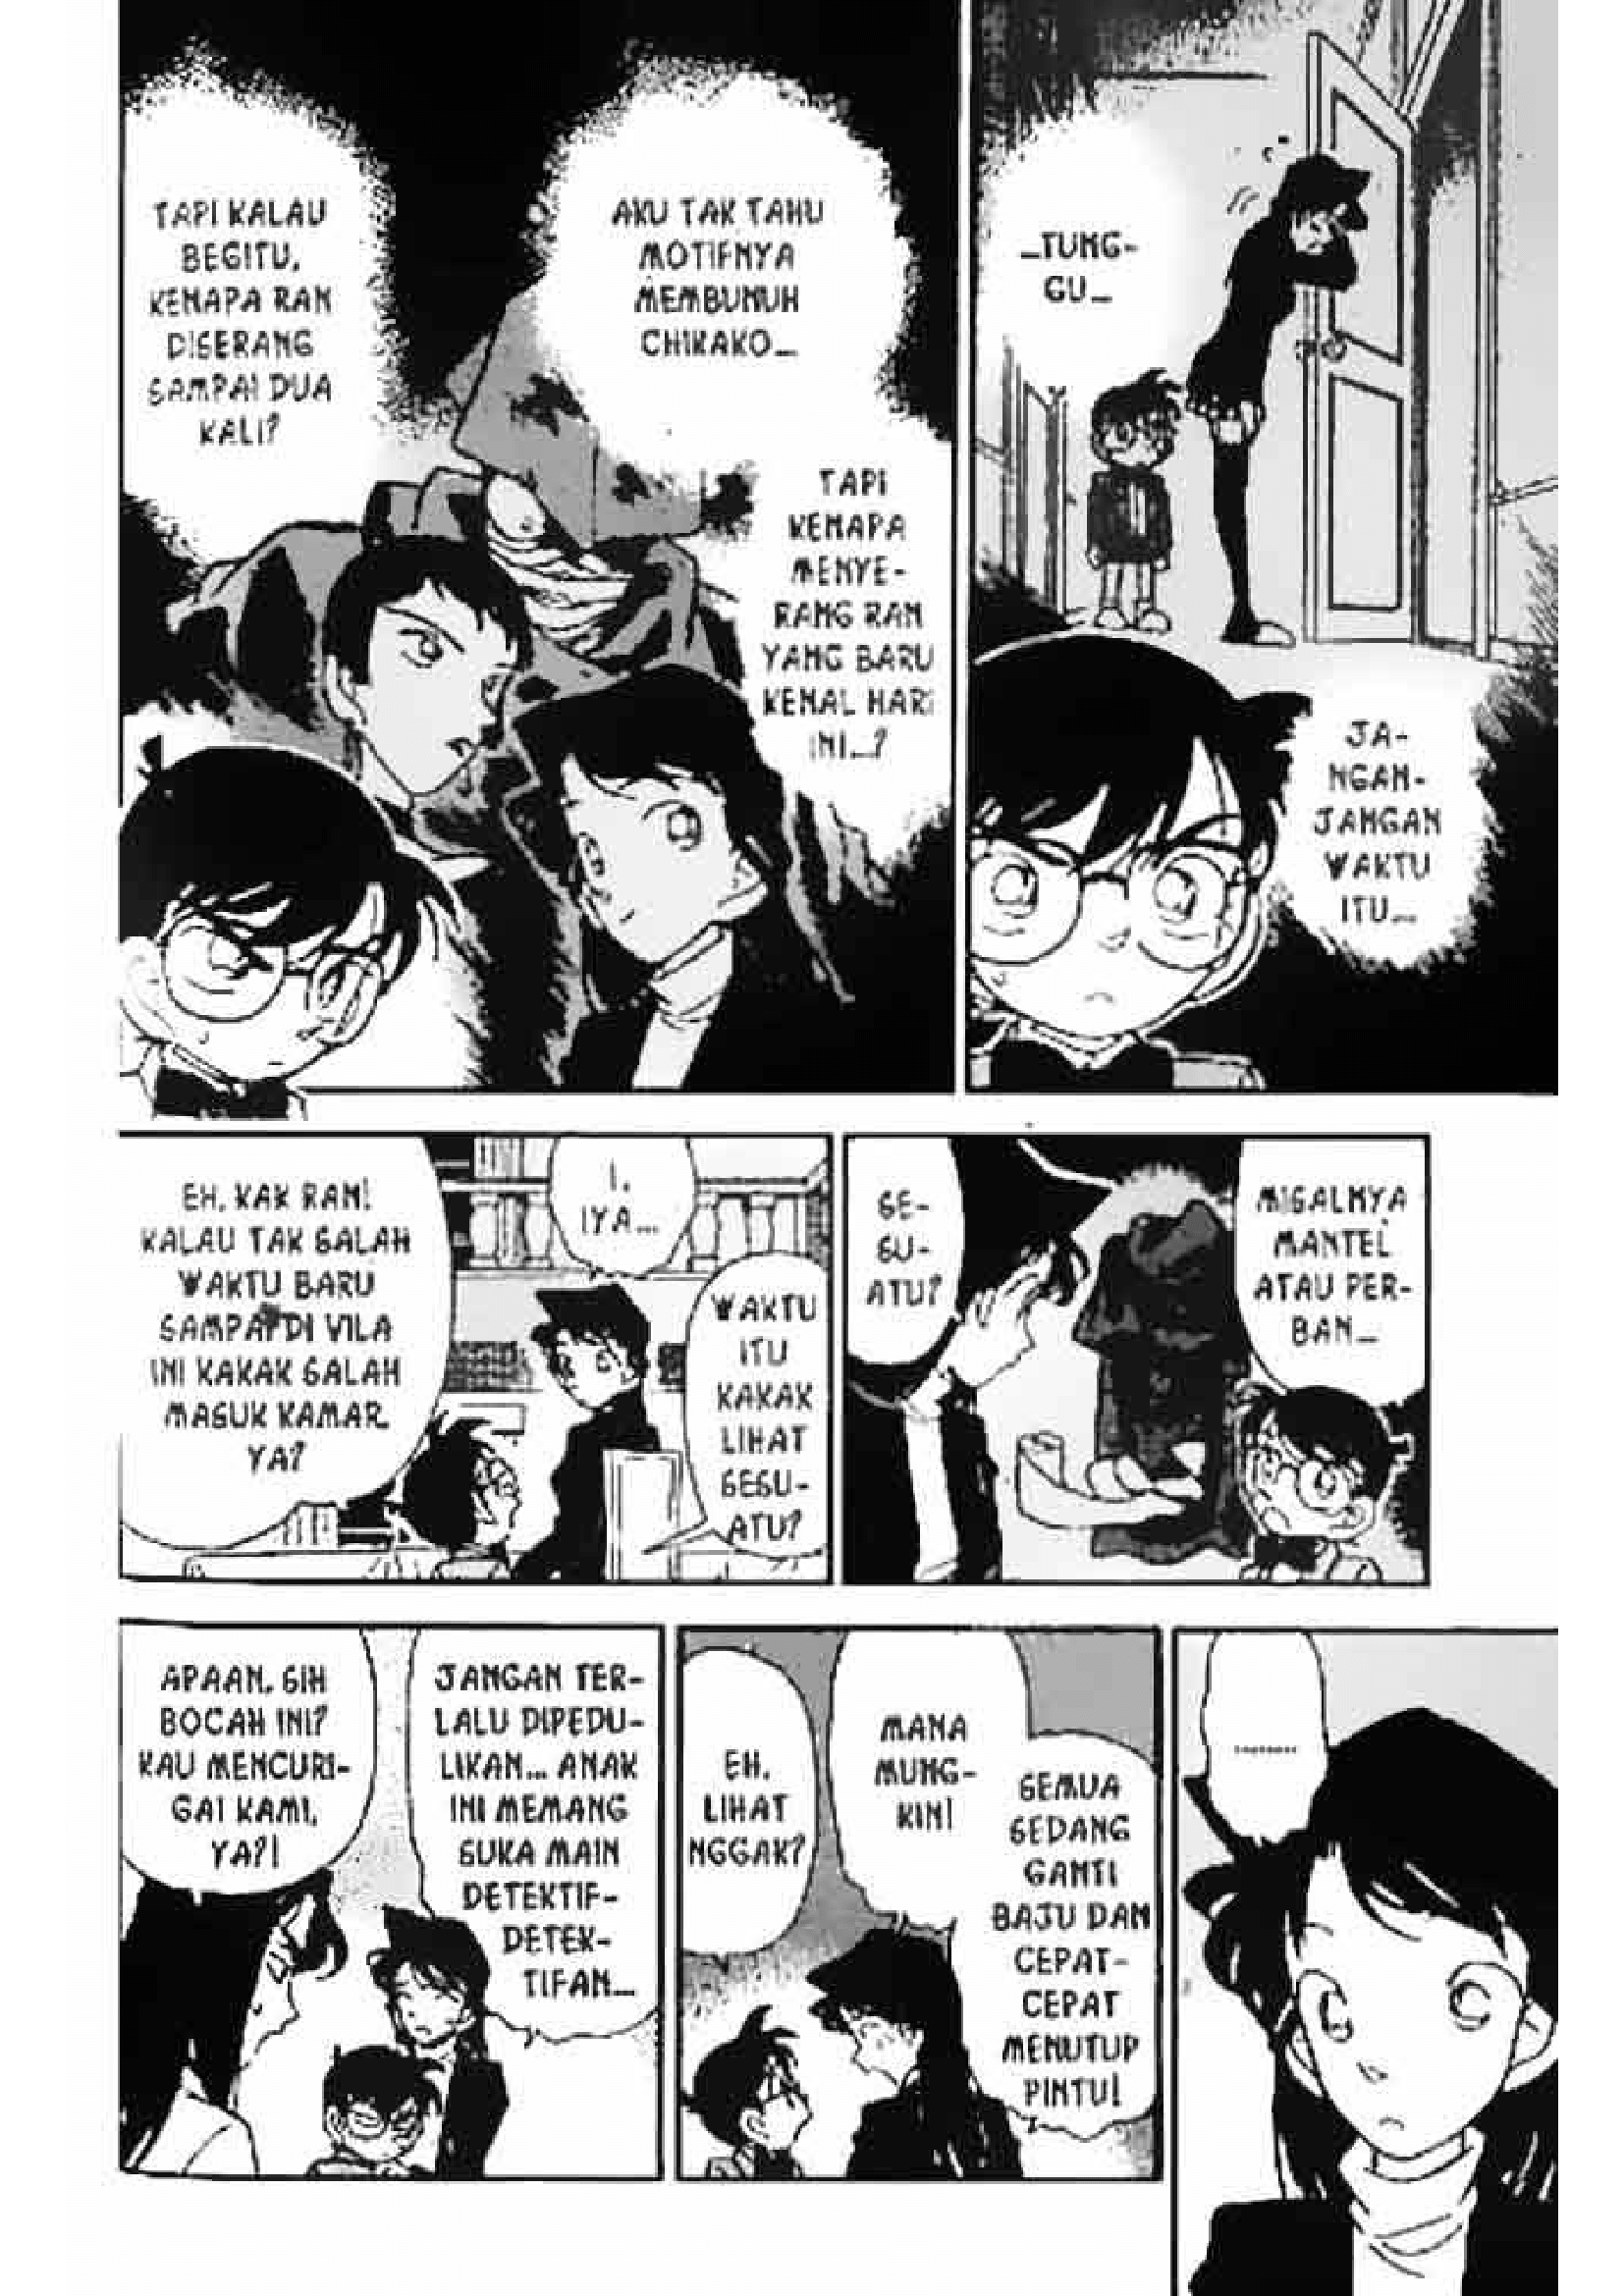 TAPI KALAU
BEGITU,
KENAPA RAN
DISERANG
SAMPAI DUA
KALI?
AKU TAK TAHU
MOTIFNYA
MEMBUNUH
CHIKAKO...
TAPI
KENAPA
MENYE-
RANG RAN
YANG BARU
KENAL HARI
INI...?
...TUNG-
GU...
JA-
NGAN-
JANGAN
WAKTU
ITU...
EH, KAK RAN!
KALAU TAK SALAH
WAKTU BARU
SAMPAI DI VILA
INI KAKAK SALAH
MASUK KAMAR,
YA?
I,
IYA...
WAKTU
ITU
KAKAK
LIHAT
SESU-
ATU?
SE-
SU-
ATU?
MISALNYA
MANTEL
ATAU PER-
BAN...
APAAN, SIH
BOCAH INI?
KAU MENCURI-
GAI KAMI,
YA?!
JANGAN TER-
LALU DIPEDU-
LIKAN... ANAK
INI MEMANG
SUKA MAIN
DETEKTIF-
DETEK-
TIFAN...
EH,
LIHAT
NGGAK?
MANA
MUNG-
KIN!
SEMUA
SEDANG
GANTI
BAJU DAN
CEPAT-
CEPAT
MENUTUP
PINTU!
..........